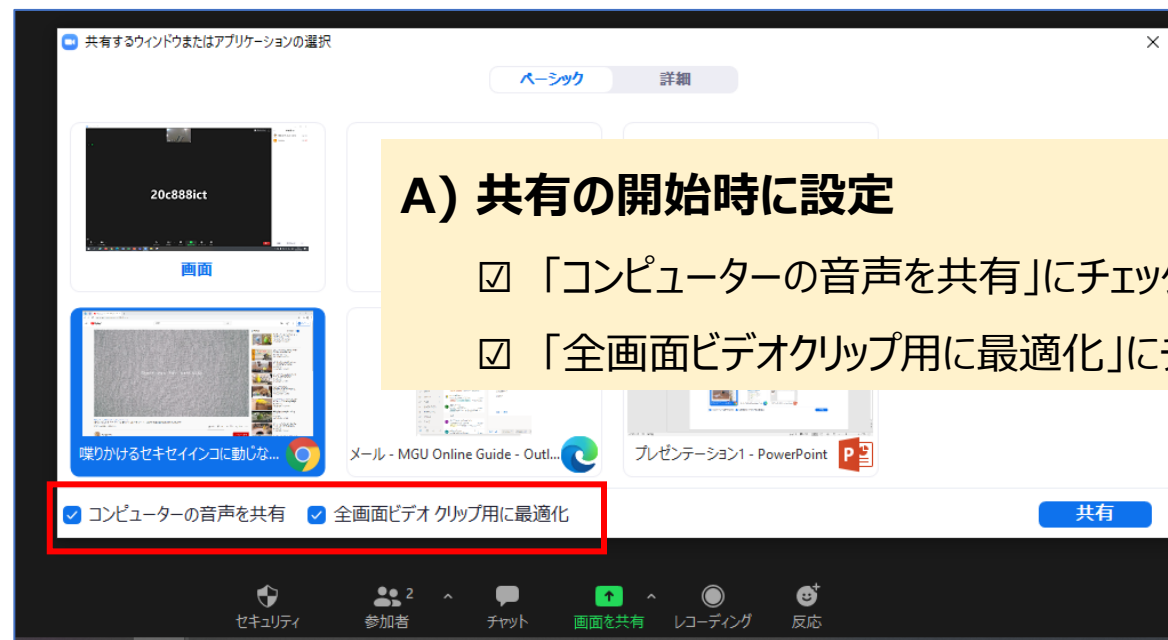 共有するウィンドウまたはアプリケーションの選択
ベーシック 詳細
20c888ict
画面
A) 共有の開始時に設定
☑ 「コンピューターの音声を共有」にチェック
☑ 「全画面ビデオクリップ用に最適化」に
喋りかけるセキセイインコに動じな...
メール - MGU Online Guide - Outl...
プレゼンテーション1 - PowerPoint
コンピューターの音声を共有 全画面ビデオ クリップ用に最適化
共有
2
セキュリティ 参加者 チャット 画面を共有 レコーディング 反応